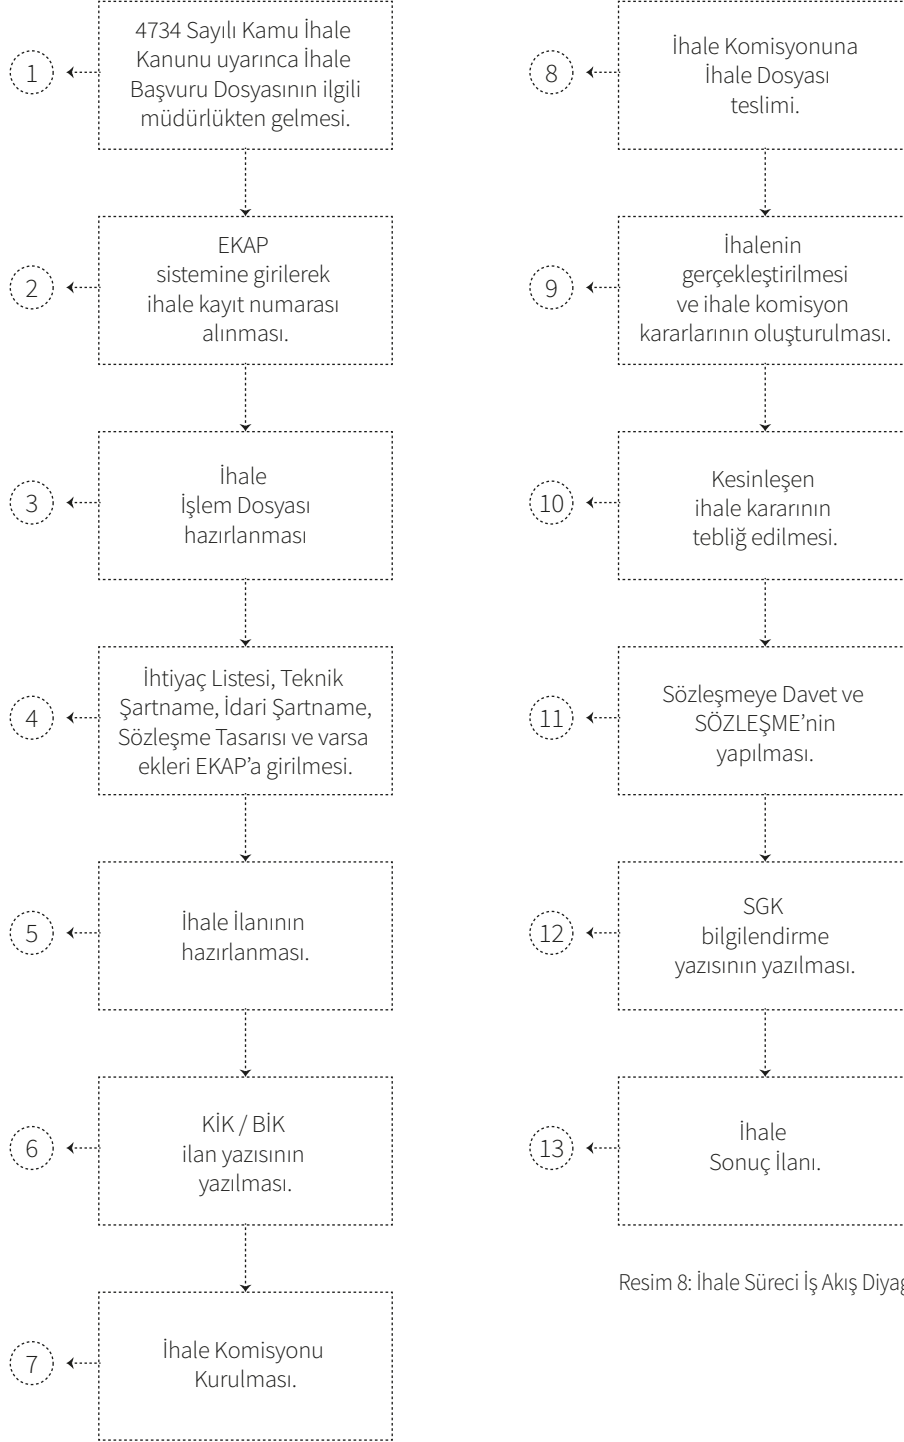 1
4734 Sayılı Kamu İhale
Kanunu uyarınca İhale
Başvuru Dosyasının ilgili
müdürlükten gelmesi.
2
EKAP
sistemine girilerek
ihale kayıt numarası
alınması.
3
İhale
İşlem Dosyası
hazırlanması
4
İhtiyaç Listesi, Teknik
Şartname, İdari Şartname,
Sözleşme Tasarısı ve varsa
ekleri EKAP’a girilmesi.
5
İhale İlanının
hazırlanması.
6
KİK / BİK
ilan yazısının
yazılması.
7
İhale Komisyonu
Kurulması.
8
İhale Komisyonuna
İhale Dosyası
teslimi.
9
İhalenin
gerçekleştirilmesi
ve ihale komisyon
kararlarının oluşturulması.
10
Kesinleşen
ihale kararının
tebliğ edilmesi.
11
Sözleşmeye Davet ve
SÖZLEŞME’nin
yapılması.
12
SGK
bilgilendirme
yazısının yazılması.
13
İhale
Sonuç İlanı.
Resim 8: İhale Süreci İş Akış